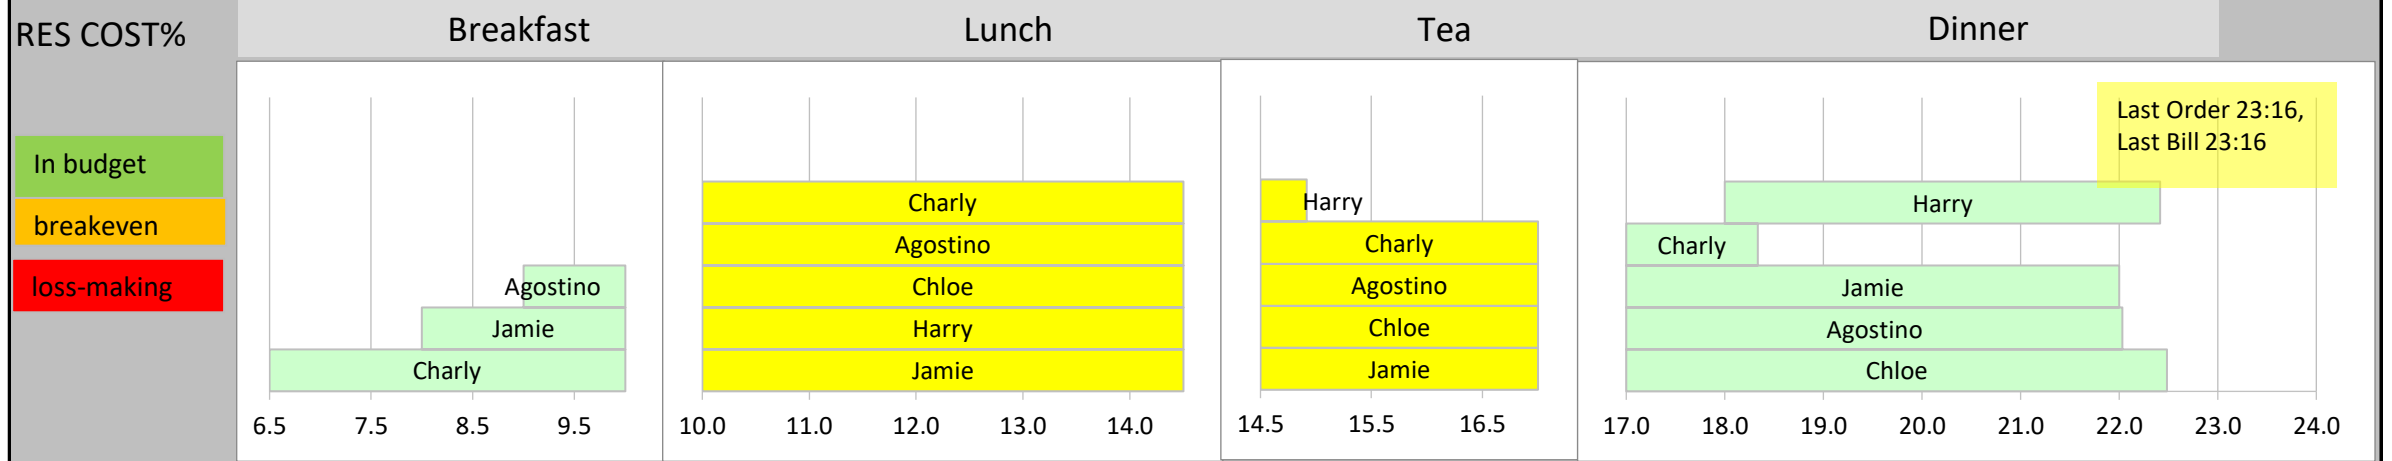 RES COST%
Breakfast
Lunch
Tea
Dinner
In budget
breakeven
loss-making
Agostino
Jamie
Charly
6.5 7.5 8.5 9.5
Charly
Agostino
Chloe
Harry
Jamie
10.0 11.0 12.0 13.0 14.0
Harry
Charly
Agostino
Chloe
Jamie
14.5 15.5 16.5
Last Order 23:16,
Last Bill 23:16
Harry
Charly
Jamie
Agostino
Chloe
17.0 18.0 19.0 20.0 21.0 22.0 23.0 24.0